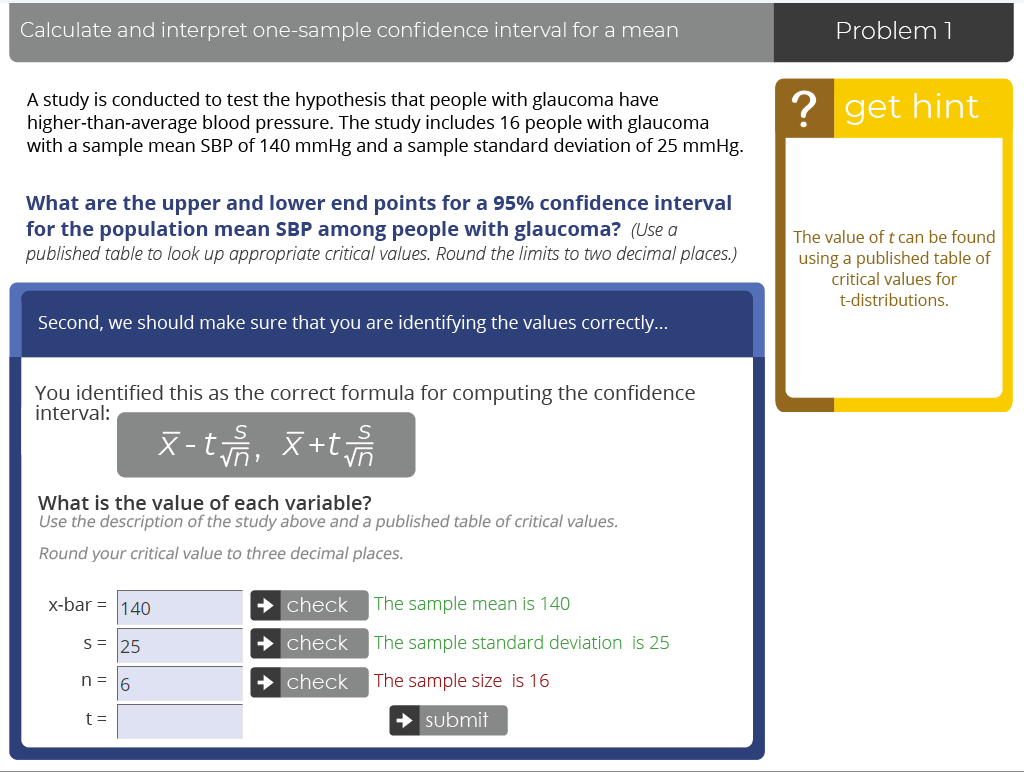 Calculate and interpret one-sample confidence interval for a mean
Problem 1
A study is conducted to test the hypothesis that people with glaucoma have
higher-than-average blood pressure. The study includes 16 people with glaucoma
with a sample mean SBP of 140 mmHg and a sample standard deviation of 25 mmHg.
What are the upper and lower end points for a 95% confidence interval
for the population mean SBP among people with glaucoma? (Use a
published table to look up appropriate critical values. Round the limits to two decimal places.)
? get hint
The value of t can be found
using a published table of
critical values for
t-distributions.
Second, we should make sure that you are identifying the values correctly...
You identified this as the correct formula for computing the confidence
interval:
x̅ - t s/√n, x̅ + t s/√n
What is the value of each variable?
Use the description of the study above and a published table of critical values.
Round your critical value to three decimal places.
x-bar = 140 check The sample mean is 140
s = 25 check The sample standard deviation is 25
n = 6 check The sample size is 16
t = submit